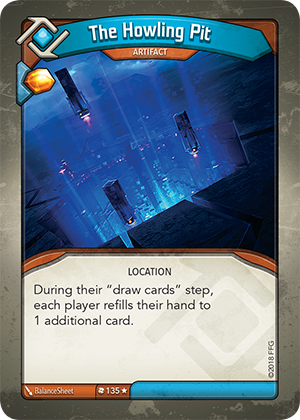 The Howling Pit
ARTIFACT
LOCATION
During their “draw cards” step,
each player refills their hand to
1 additional card.
©2018 FFG
BalanceSheet
135★